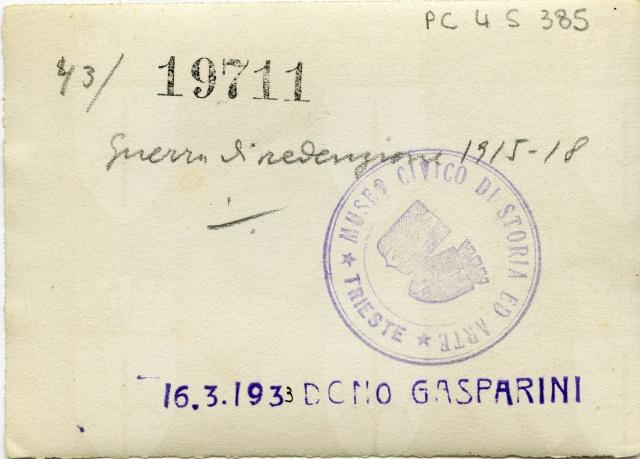 PC 4 S 385
43/ 19711
Guerra di redenzione 1915-18
MUSEO CIVICO DI STORIA ED ARTE
★ TRIESTE ★
16.3.1933 DONO GASPARINI